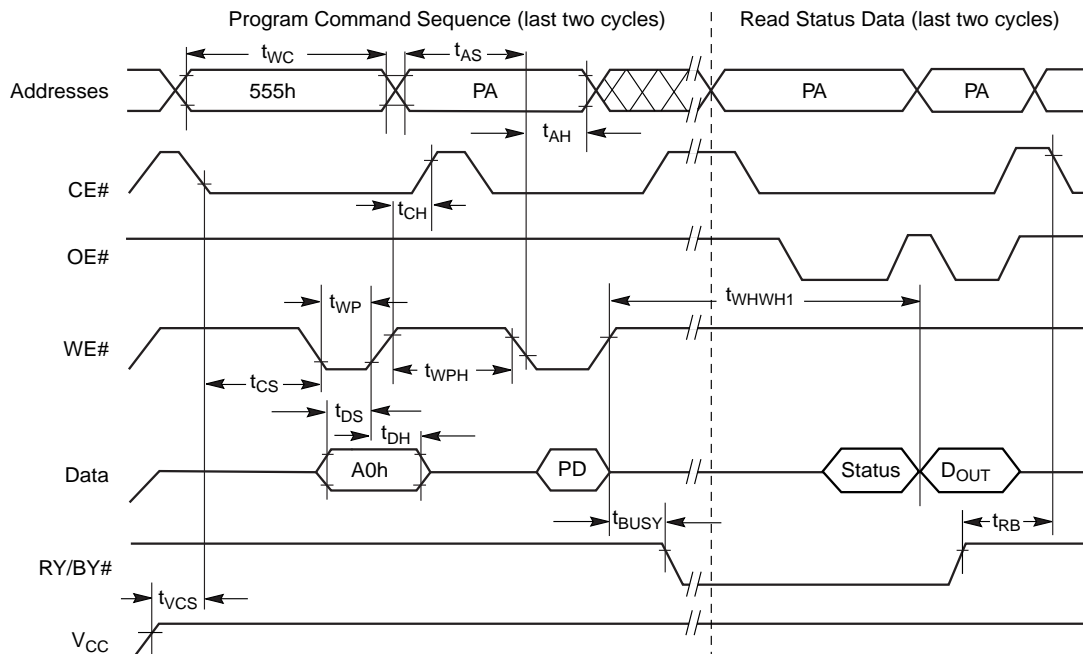 Program Command Sequence (last two cycles) Read Status Data (last two cycles)
tWC tAS
Addresses 555h PA PA PA
tAH
CE#
tCH
OE#
tWP tWHWH1
WE#
tCS tWPH
tDS
tDH
Data A0h PD Status DOUT
tBUSY tRB
RY/BY#
tVCS
VCC